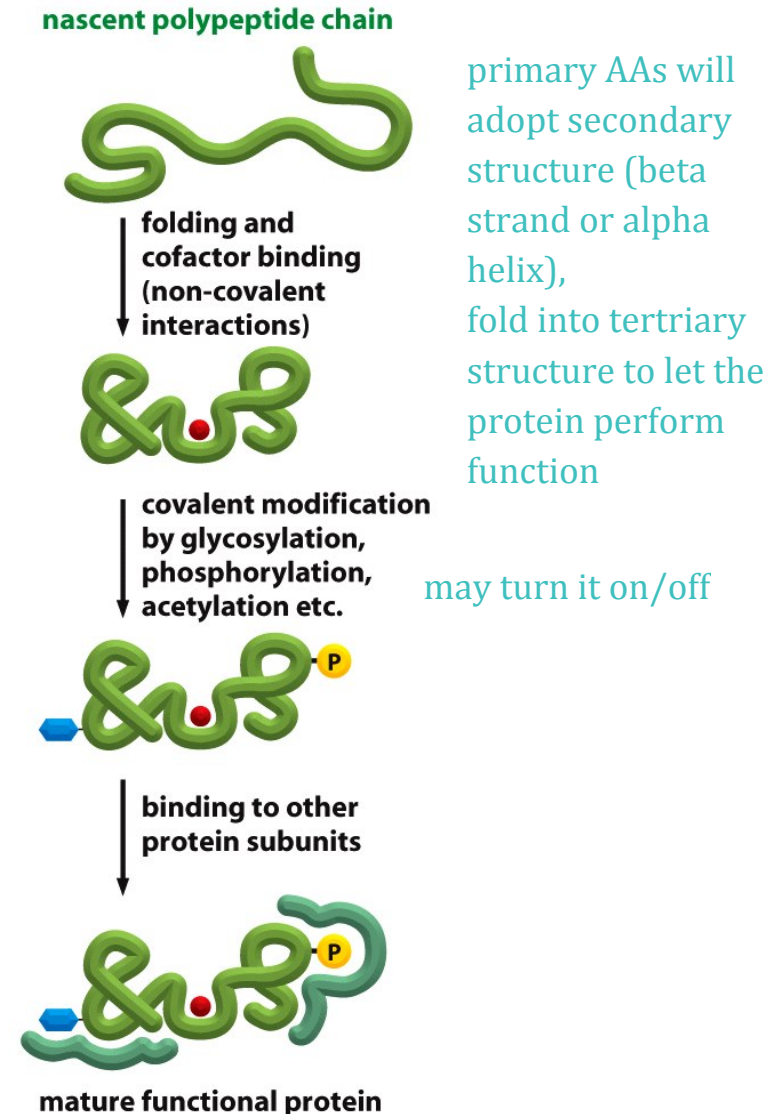 nascent polypeptide chain
primary AAs will
adopt secondary
structure (beta
strand or alpha
helix),
fold into tertriary
structure to let the
protein perform
function
folding and
cofactor binding
(non-covalent
interactions)
covalent modification
by glycosylation,
phosphorylation,
acetylation etc.
may turn it on/off
P
binding to other
protein subunits
P
mature functional protein